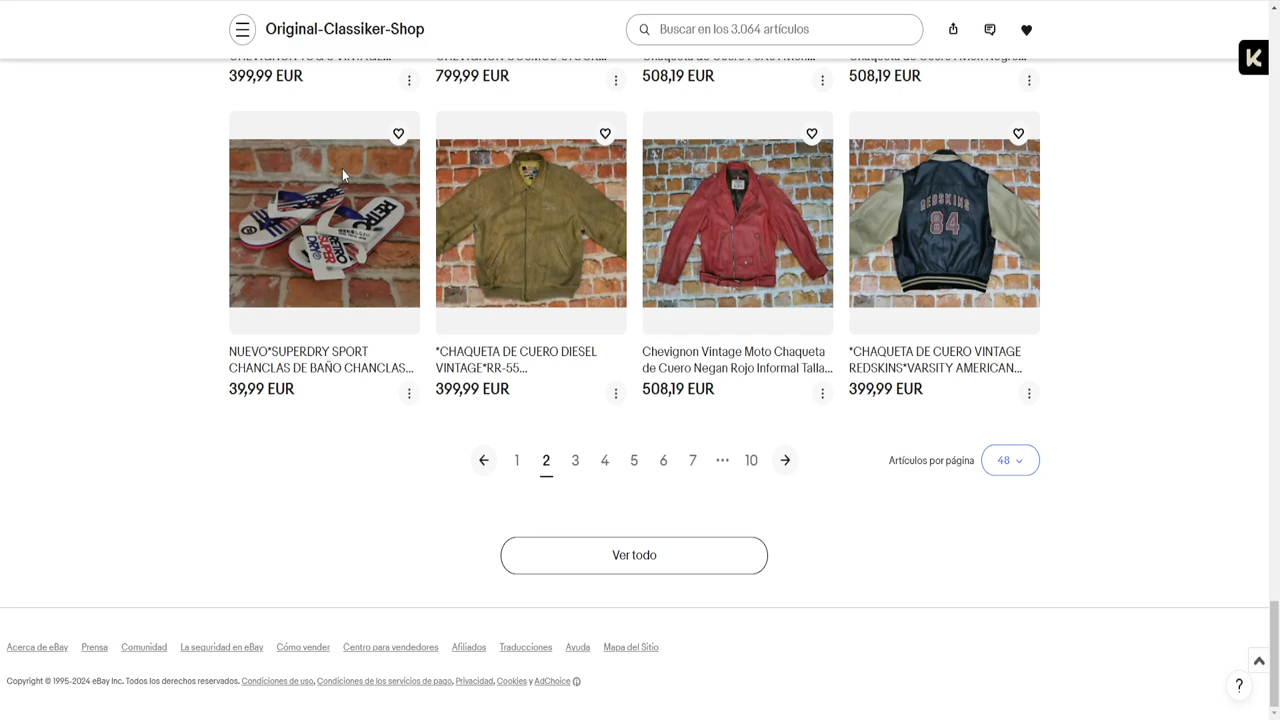 Original-Classiker-Shop
Buscar en los 3.064 artículos
399,99 EUR
799,99 EUR
508,19 EUR
508,19 EUR
RETRO
SUPER
DRY
REDSKINS
84
NUEVO*SUPERDRY SPORT
CHANCLAS DE BAÑO CHANCLAS...
39,99 EUR
*CHAQUETA DE CUERO DIESEL
VINTAGE*RR-55...
399,99 EUR
Chevignon Vintage Moto Chaqueta
de Cuero Negan Rojo Informal Talla...
508,19 EUR
*CHAQUETA DE CUERO VINTAGE
REDSKINS*VARSITY AMERICAN...
399,99 EUR
1 2 3 4 5 6 7 ... 10
Artículos por página 48
Ver todo
Acerca de eBay Prensa Comunidad La seguridad en eBay Cómo vender Centro para vendedores Afiliados Traducciones Ayuda Mapa del Sitio
Copyright © 1995-2024 eBay Inc. Todos los derechos reservados. Condiciones de uso, Condiciones de los servicios de pago, Privacidad, Cookies y AdChoice
?